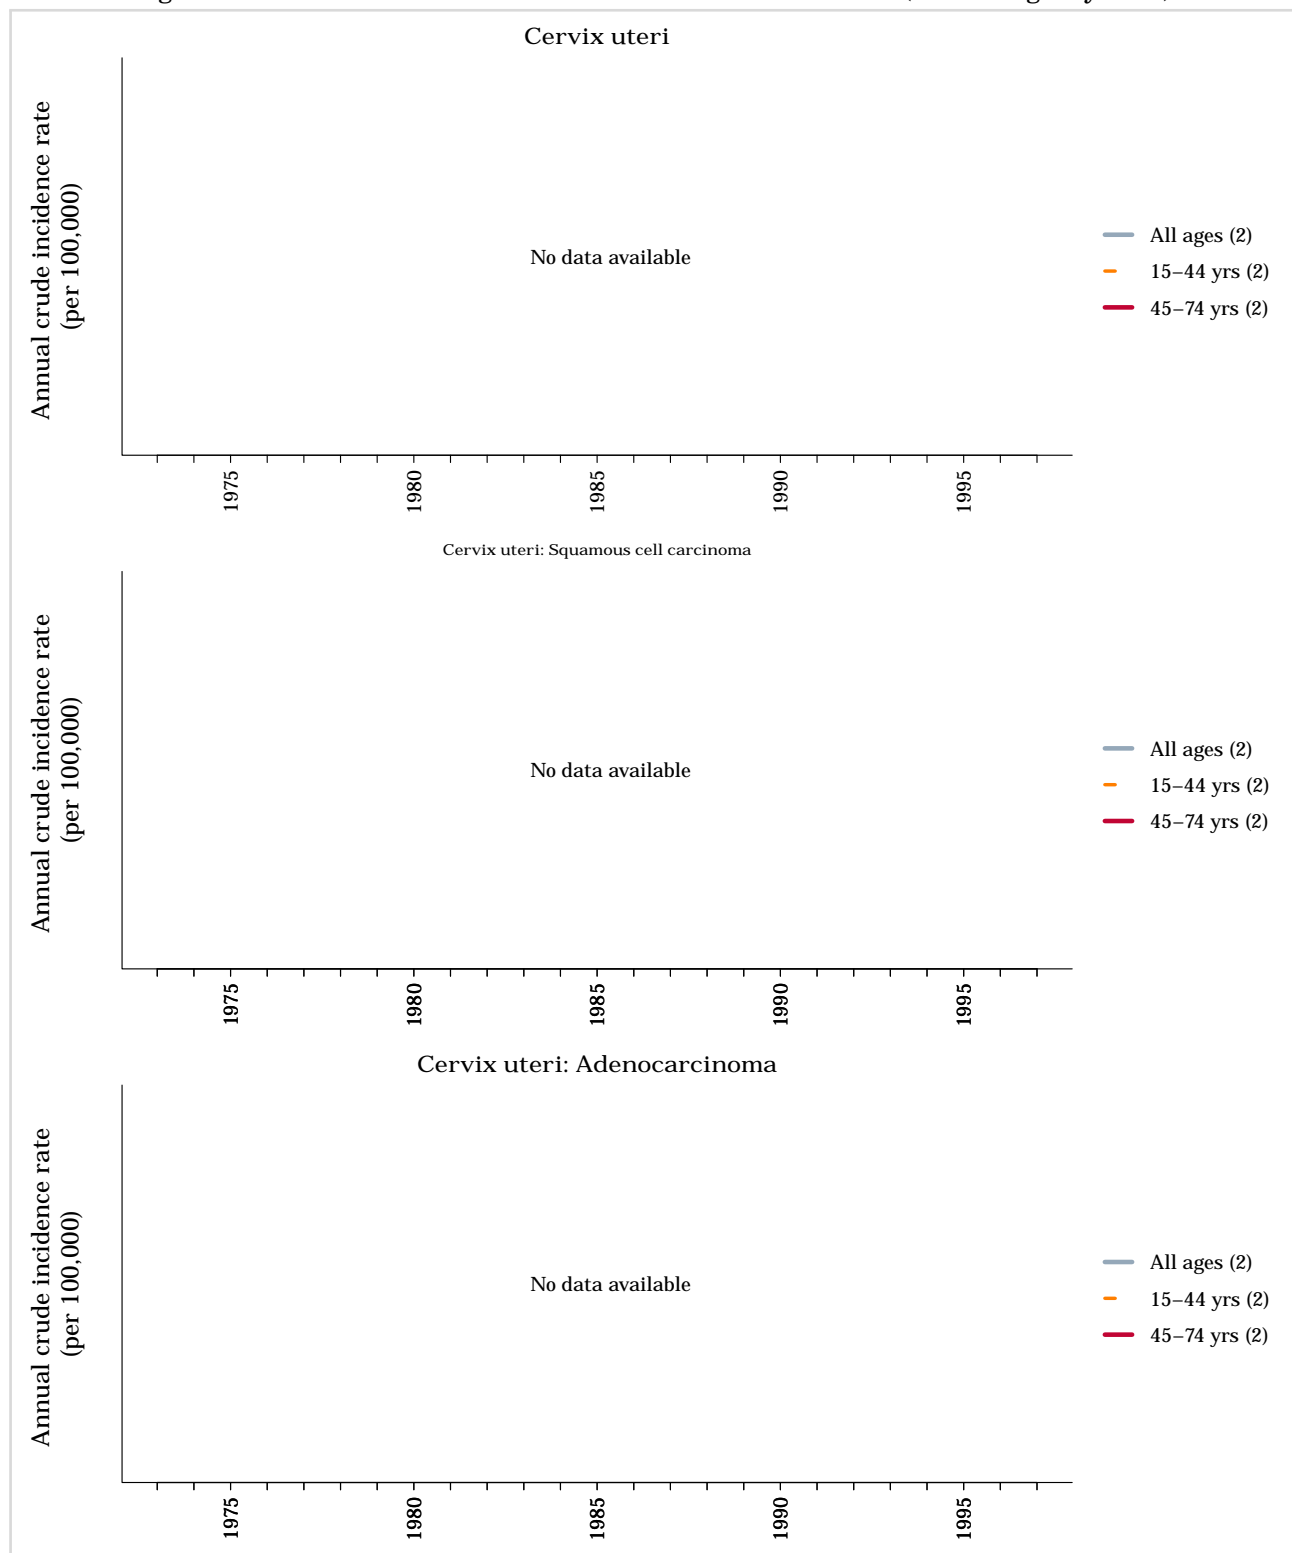 Cervix uteri
Annual crude incidence rate
(per 100,000)
No data available
All ages (2)
15–44 yrs (2)
45–74 yrs (2)
1975
1980
1985
1990
1995
Cervix uteri: Squamous cell carcinoma
Annual crude incidence rate
(per 100,000)
No data available
All ages (2)
15–44 yrs (2)
45–74 yrs (2)
1975
1980
1985
1990
1995
Cervix uteri: Adenocarcinoma
Annual crude incidence rate
(per 100,000)
No data available
All ages (2)
15–44 yrs (2)
45–74 yrs (2)
1975
1980
1985
1990
1995